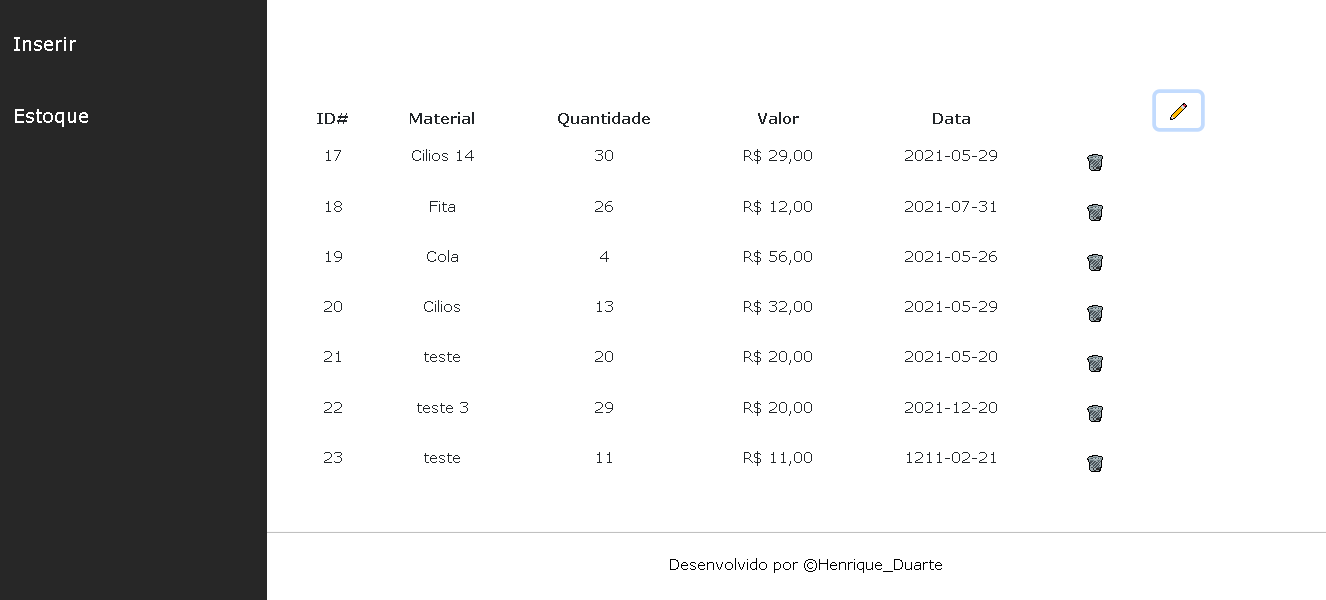 Inserir
Estoque
ID# Material Quantidade Valor Data
17 Cilios 14 30 R$ 29,00 2021-05-29
18 Fita 26 R$ 12,00 2021-07-31
19 Cola 4 R$ 56,00 2021-05-26
20 Cilios 13 R$ 32,00 2021-05-29
21 teste 20 R$ 20,00 2021-05-20
22 teste 3 29 R$ 20,00 2021-12-20
23 teste 11 R$ 11,00 1211-02-21
Desenvolvido por ©Henrique_Duarte